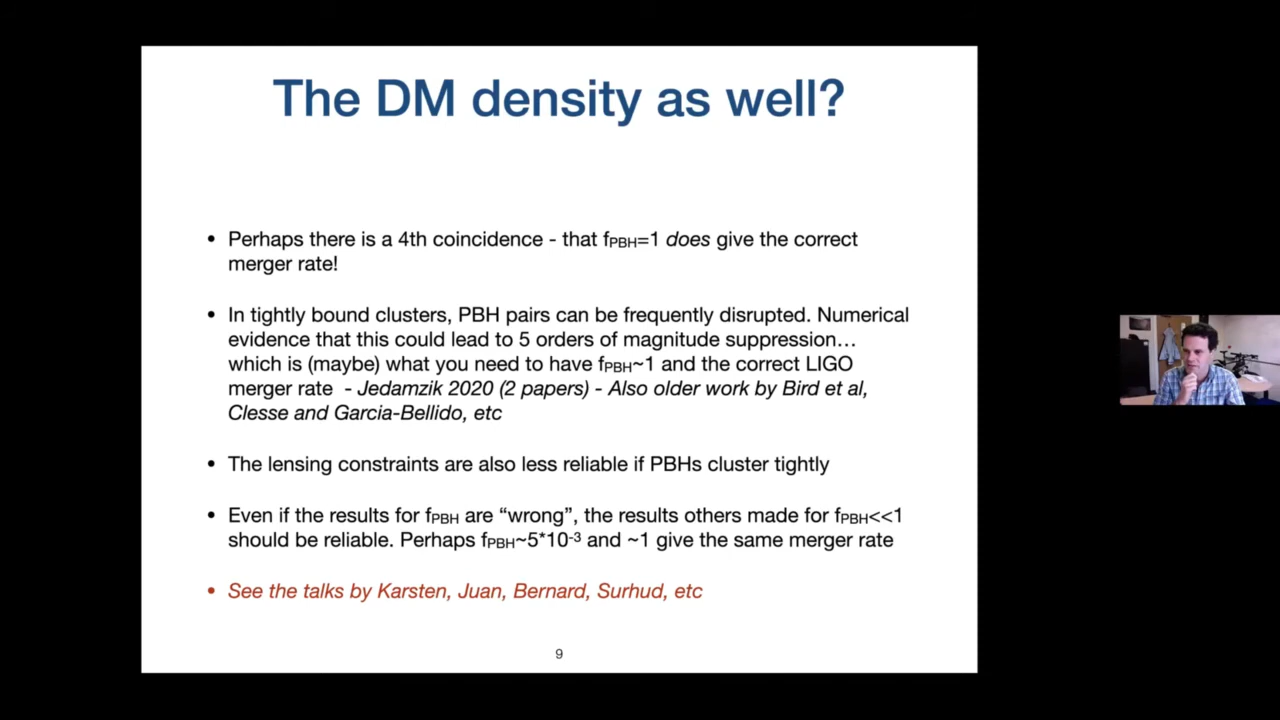 The DM density as well?
• Perhaps there is a 4th coincidence - that fPBH=1 does give the correct
merger rate!
• In tightly bound clusters, PBH pairs can be frequently disrupted. Numerical
evidence that this could lead to 5 orders of magnitude suppression…
which is (maybe) what you need to have fPBH~1 and the correct LIGO
merger rate - Jedamzik 2020 (2 papers) - Also older work by Bird et al,
Clesse and Garcia-Bellido, etc
• The lensing constraints are also less reliable if PBHs cluster tightly
• Even if the results for fPBH are “wrong”, the results others made for fPBH<<1
should be reliable. Perhaps fPBH~5*10-3 and ~1 give the same merger rate
• See the talks by Karsten, Juan, Bernard, Surhud, etc
9